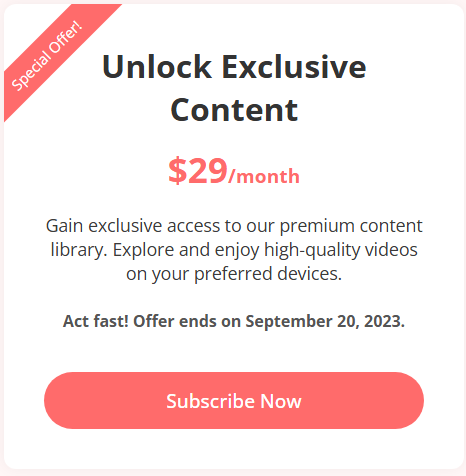 Special Offer!
Unlock Exclusive
Content
$29/month
Gain exclusive access to our premium content
library. Explore and enjoy high-quality videos
on your preferred devices.
Act fast! Offer ends on September 20, 2023.
Subscribe Now